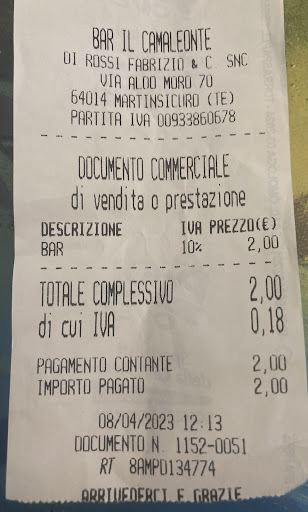 BAR IL CAMALEONTE
DI ROSSI FABRIZIO & C. SNC
VIA ALDO MORO 70
64014 MARTINSICURO (TE)
PARTITA IVA 00933860678
DOCUMENTO COMMERCIALE
di vendita o prestazione
DESCRIZIONE IVA PREZZO(€)
BAR 10% 2,00
TOTALE COMPLESSIVO 2,00
di cui IVA 0,18
PAGAMENTO CONTANTE 2,00
IMPORTO PAGATO 2,00
08/04/2023 12:13
DOCUMENTO N. 1152-0051
RT 8AMPD134774
ARRIVEDERCI E GRAZIE